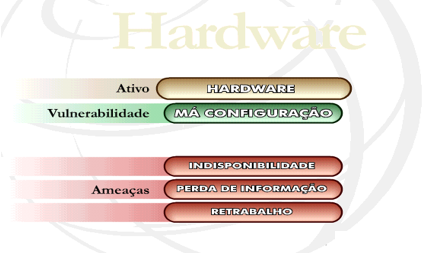 Hardware
Ativo HARDWARE
Vulnerabilidade MÁ CONFIGURAÇÃO
INDISPONIBILIDADE
Ameaças PERDA DE INFORMAÇÃO
RETRABALHO